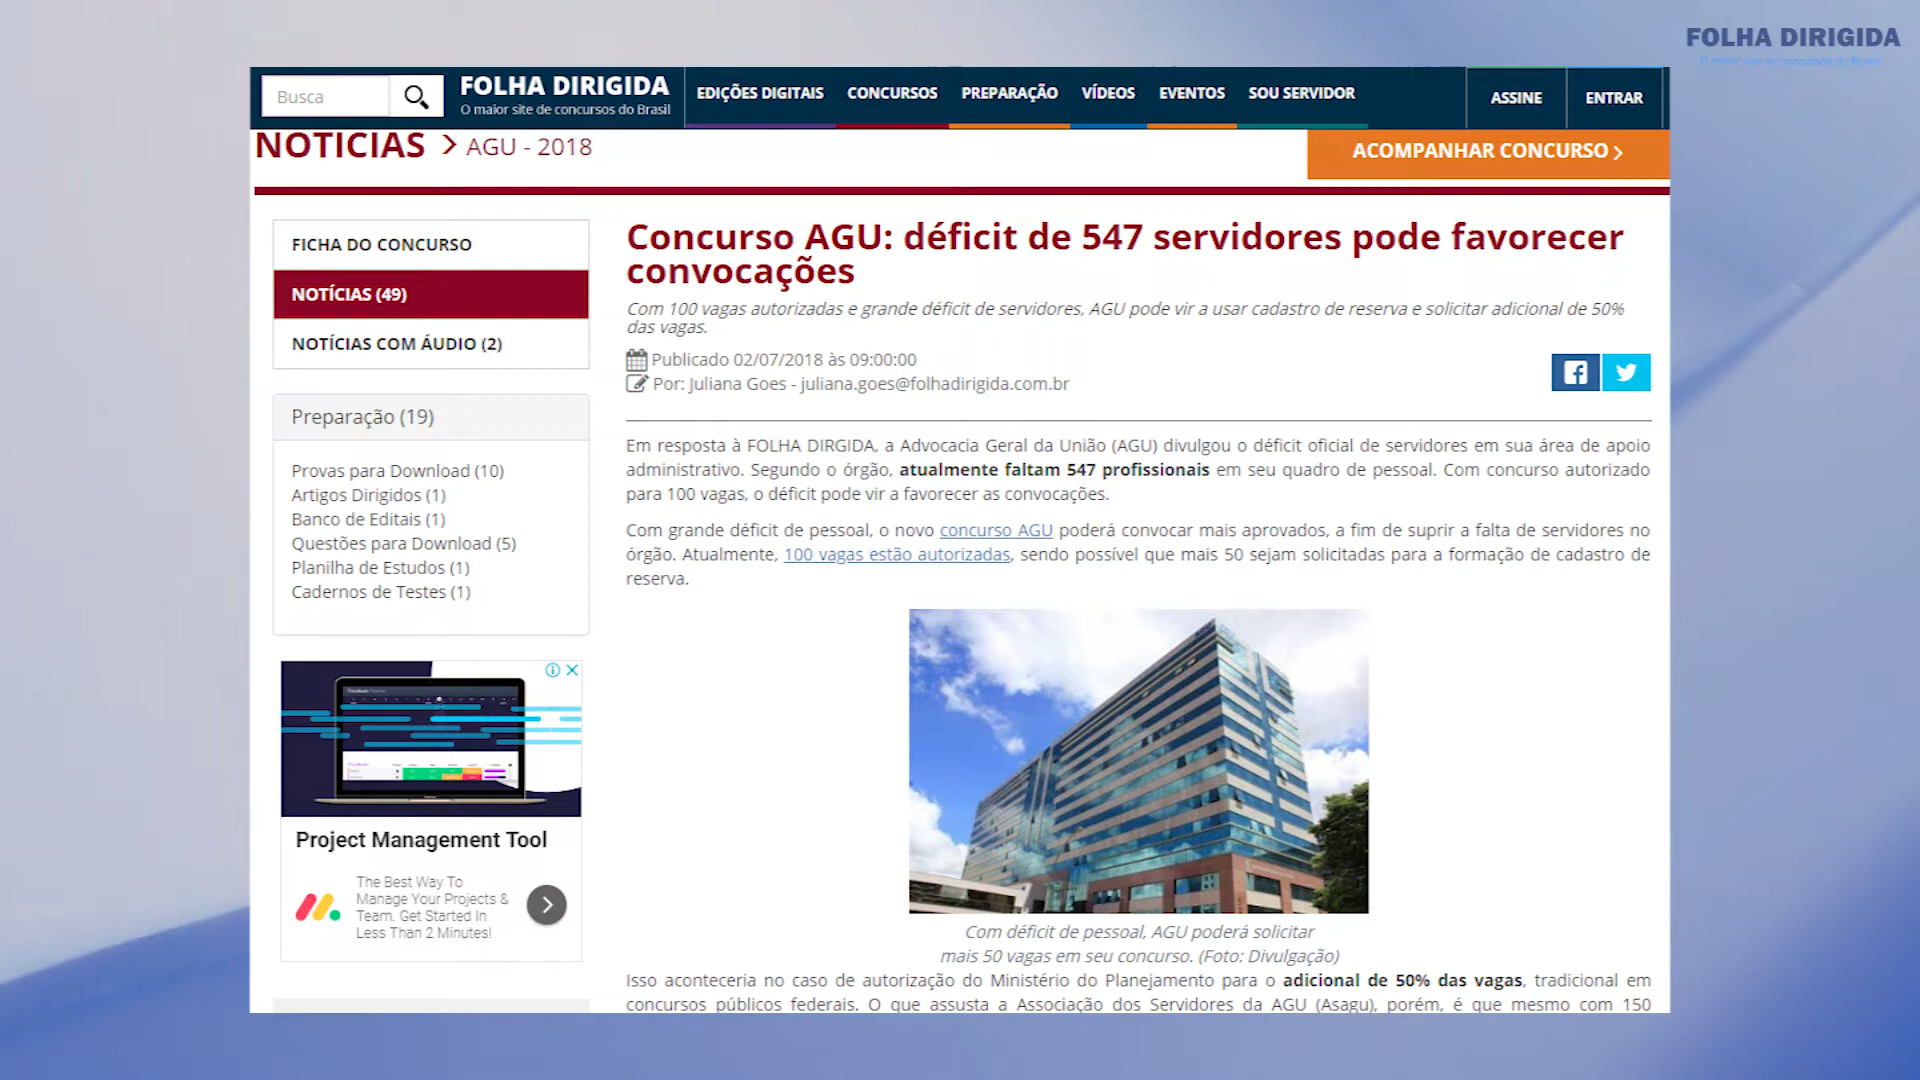 FOLHA DIRIGIDA
O maior site de concursos do Brasil
Busca
FOLHA DIRIGIDA
O maior site de concursos do Brasil
EDIÇÕES DIGITAIS
CONCURSOS
PREPARAÇÃO
VÍDEOS
EVENTOS
SOU SERVIDOR
ASSINE
ENTRAR
NOTICIAS > AGU - 2018
ACOMPANHAR CONCURSO >
FICHA DO CONCURSO
NOTÍCIAS (49)
NOTÍCIAS COM ÁUDIO (2)
Preparação (19)
Provas para Download (10)
Artigos Dirigidos (1)
Banco de Editais (1)
Questões para Download (5)
Planilha de Estudos (1)
Cadernos de Testes (1)
Project Management Tool
The Best Way To
Manage Your Projects &
Team. Get Started In
Less Than 2 Minutes!
Concurso AGU: déficit de 547 servidores pode favorecer
convocações
Com 100 vagas autorizadas e grande déficit de servidores, AGU pode vir a usar cadastro de reserva e solicitar adicional de 50%
das vagas.
Publicado 02/07/2018 às 09:00:00
Por: Juliana Goes - juliana.goes@folhadirigida.com.br
Em resposta à FOLHA DIRGIDA, a Advocacia Geral da União (AGU) divulgou o déficit oficial de servidores em sua área de apoio
administrativo. Segundo o órgão, atualmente faltam 547 profissionais em seu quadro de pessoal. Com concurso autorizado
para 100 vagas, o déficit pode vir a favorecer as convocações.
Com grande déficit de pessoal, o novo concurso AGU poderá convocar mais aprovados, a fim de suprir a falta de servidores no
órgão. Atualmente, 100 vagas estão autorizadas, sendo possível que mais 50 sejam solicitadas para a formação de cadastro de
reserva.
Com déficit de pessoal, AGU poderá solicitar
mais 50 vagas em seu concurso. (Foto: Divulgação)
Isso aconteceria no caso de autorização do Ministério do Planejamento para o adicional de 50% das vagas, tradicional em
concursos públicos federais. O que assusta a Associação dos Servidores da AGU (Asagu), porém, é que mesmo com 150